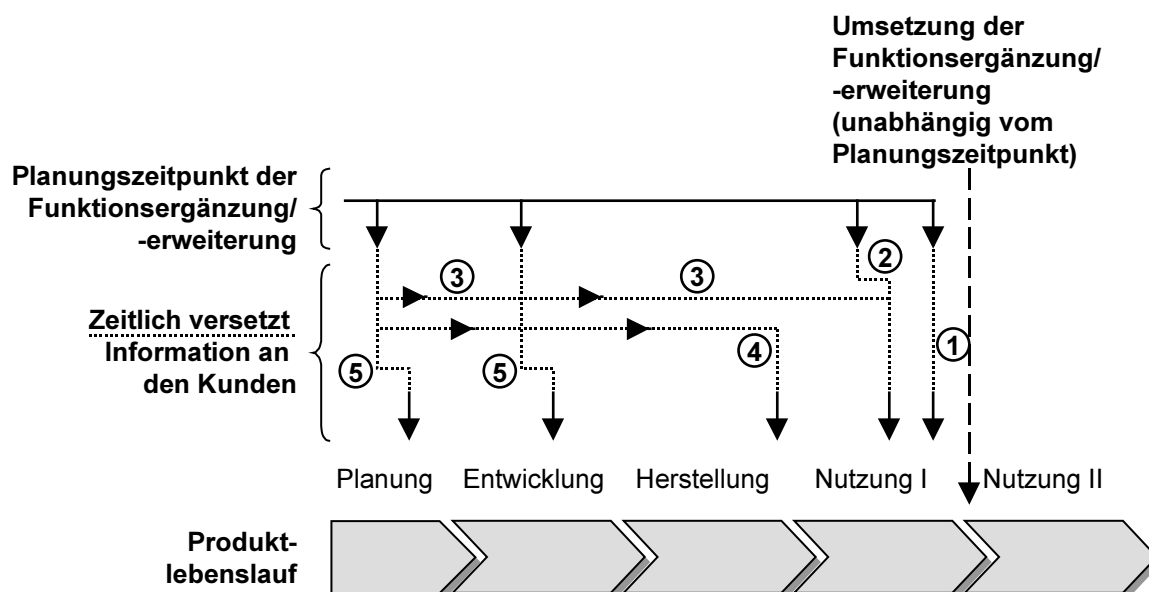 Umsetzung der
Funktionsergänzung/
-erweiterung
(unabhängig vom
Planungszeitpunkt)
Planungszeitpunkt der
Funktionsergänzung/
-erweiterung
2
3
3
Zeitlich versetzt
Information an
den Kunden
4
1
5
5
Planung
Entwicklung
Herstellung
Nutzung I
Nutzung II
Produkt-
lebenslauf